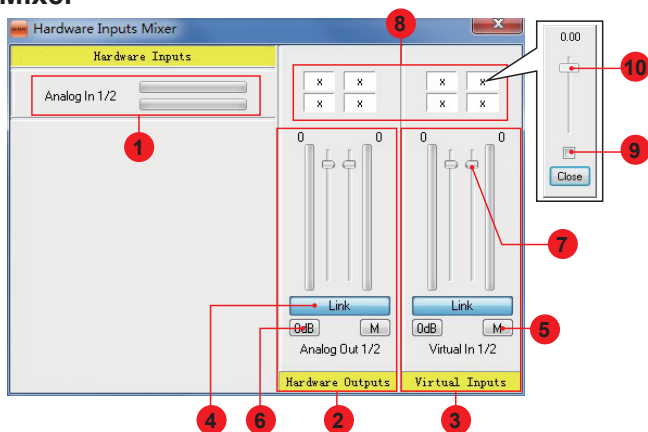 Mixer
Hardware Inputs Mixer
X
8
0.00
Hardware Inputs
10
x x x x
Analog In 1/2
x x x x
1
0 0 0 0
9
Close
7
Link Link
4
0dB M 0dB M
5
Analog Out 1/2 Virtual In 1/2
Hardware Outputs Virtual Inputs
4 6 2 3